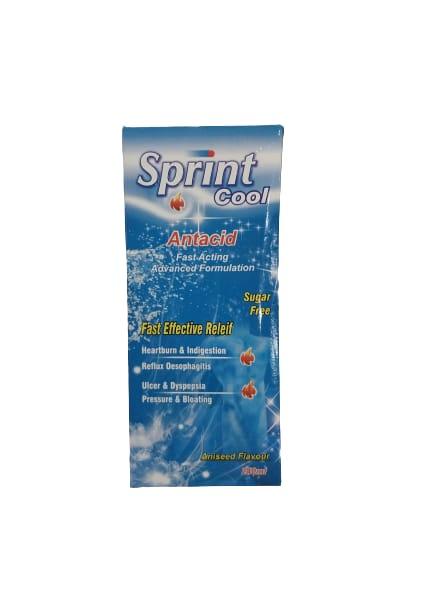 Sprint
Cool
Antacid
Fast Acting
Advanced Formulation
Sugar
Free
Fast Effective Releif
Heartburn & Indigestion
Reflux Oesophagitis
Ulcer & Dyspepsia
Pressure & Bloating
Aniseed Flavour